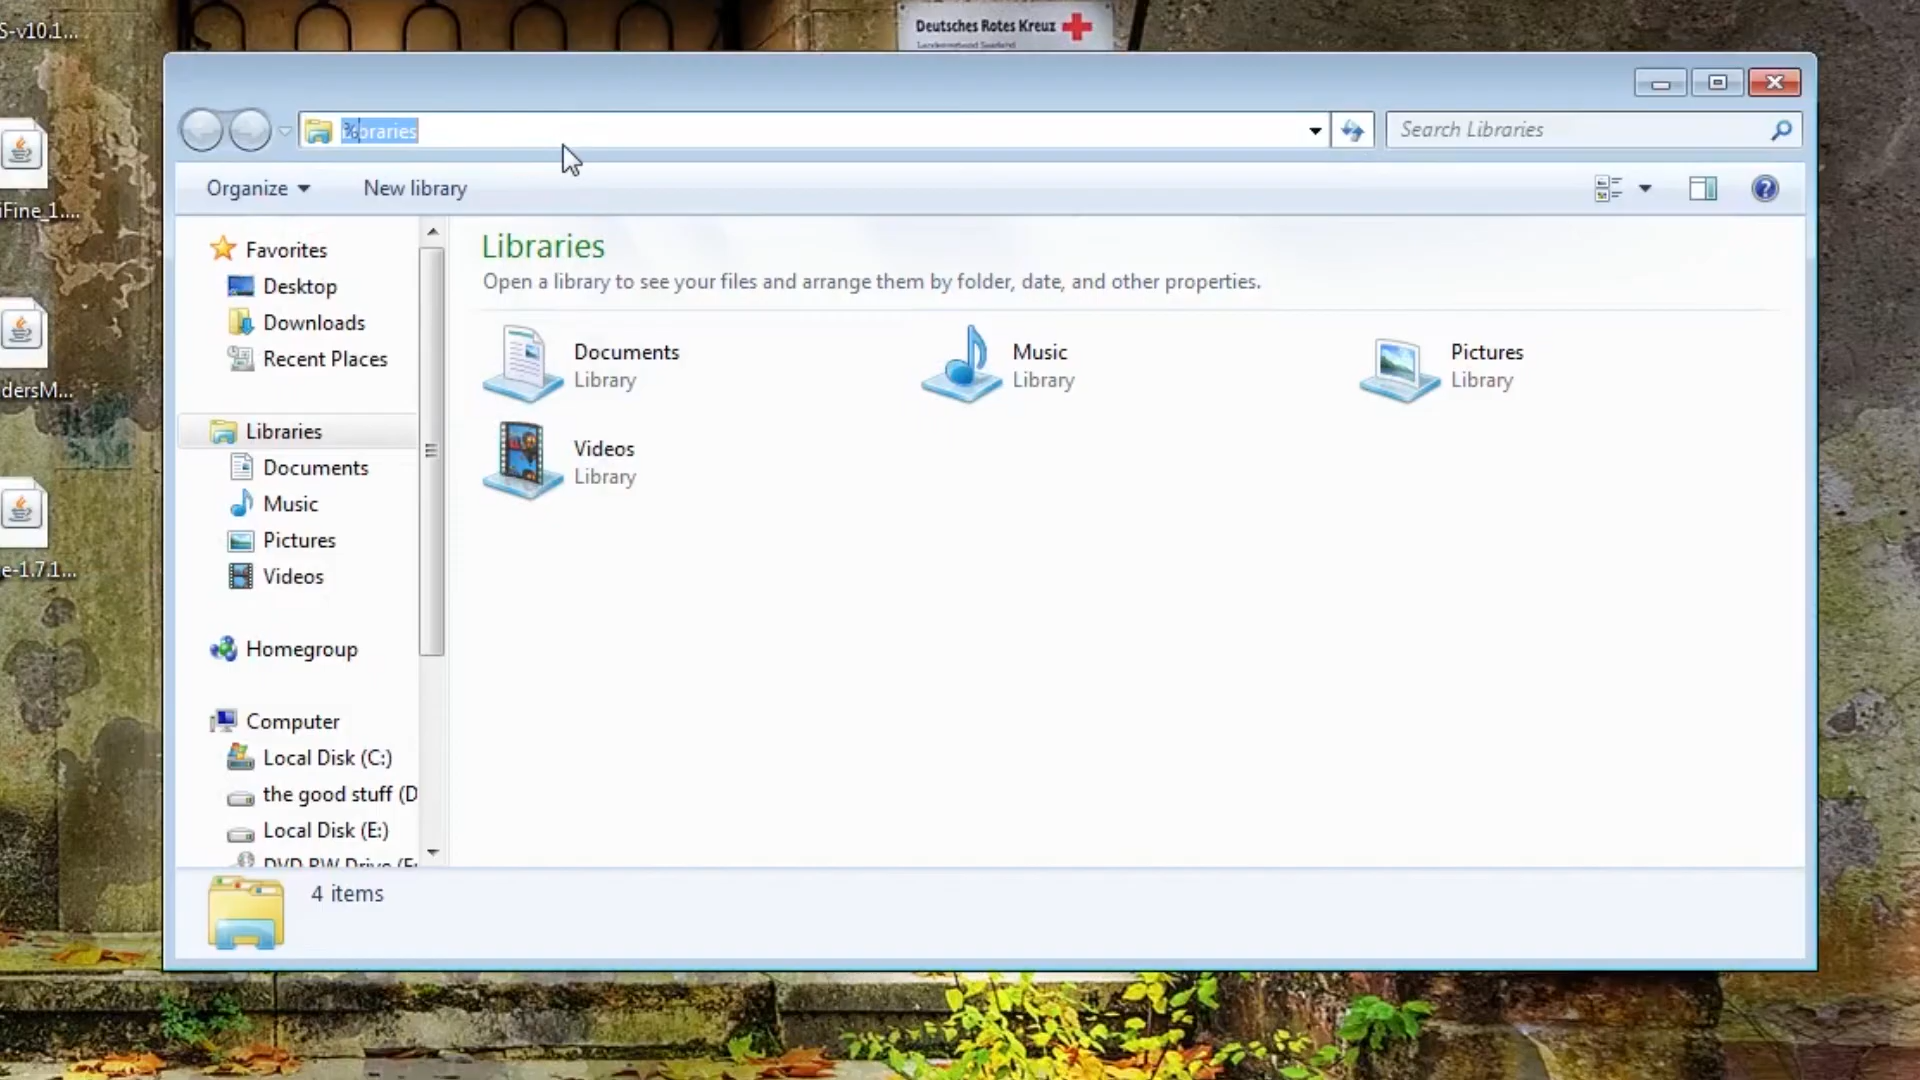 S-v10.1...
Deutsches Rotes Kreuz
Search Libraries
Organize
New library
iFine_1....
Libraries
Open a library to see your files and arrange them by folder, date, and other properties.
Favorites
Desktop
Downloads
Recent Places
Documents
Library
Music
Library
Pictures
Library
dersM...
Libraries
Documents
Music
Pictures
Videos
Videos
Library
e-1.7.1...
Homegroup
Computer
Local Disk (C:)
the good stuff (D
Local Disk (E:)
DVD RW Drive (F:
4 items